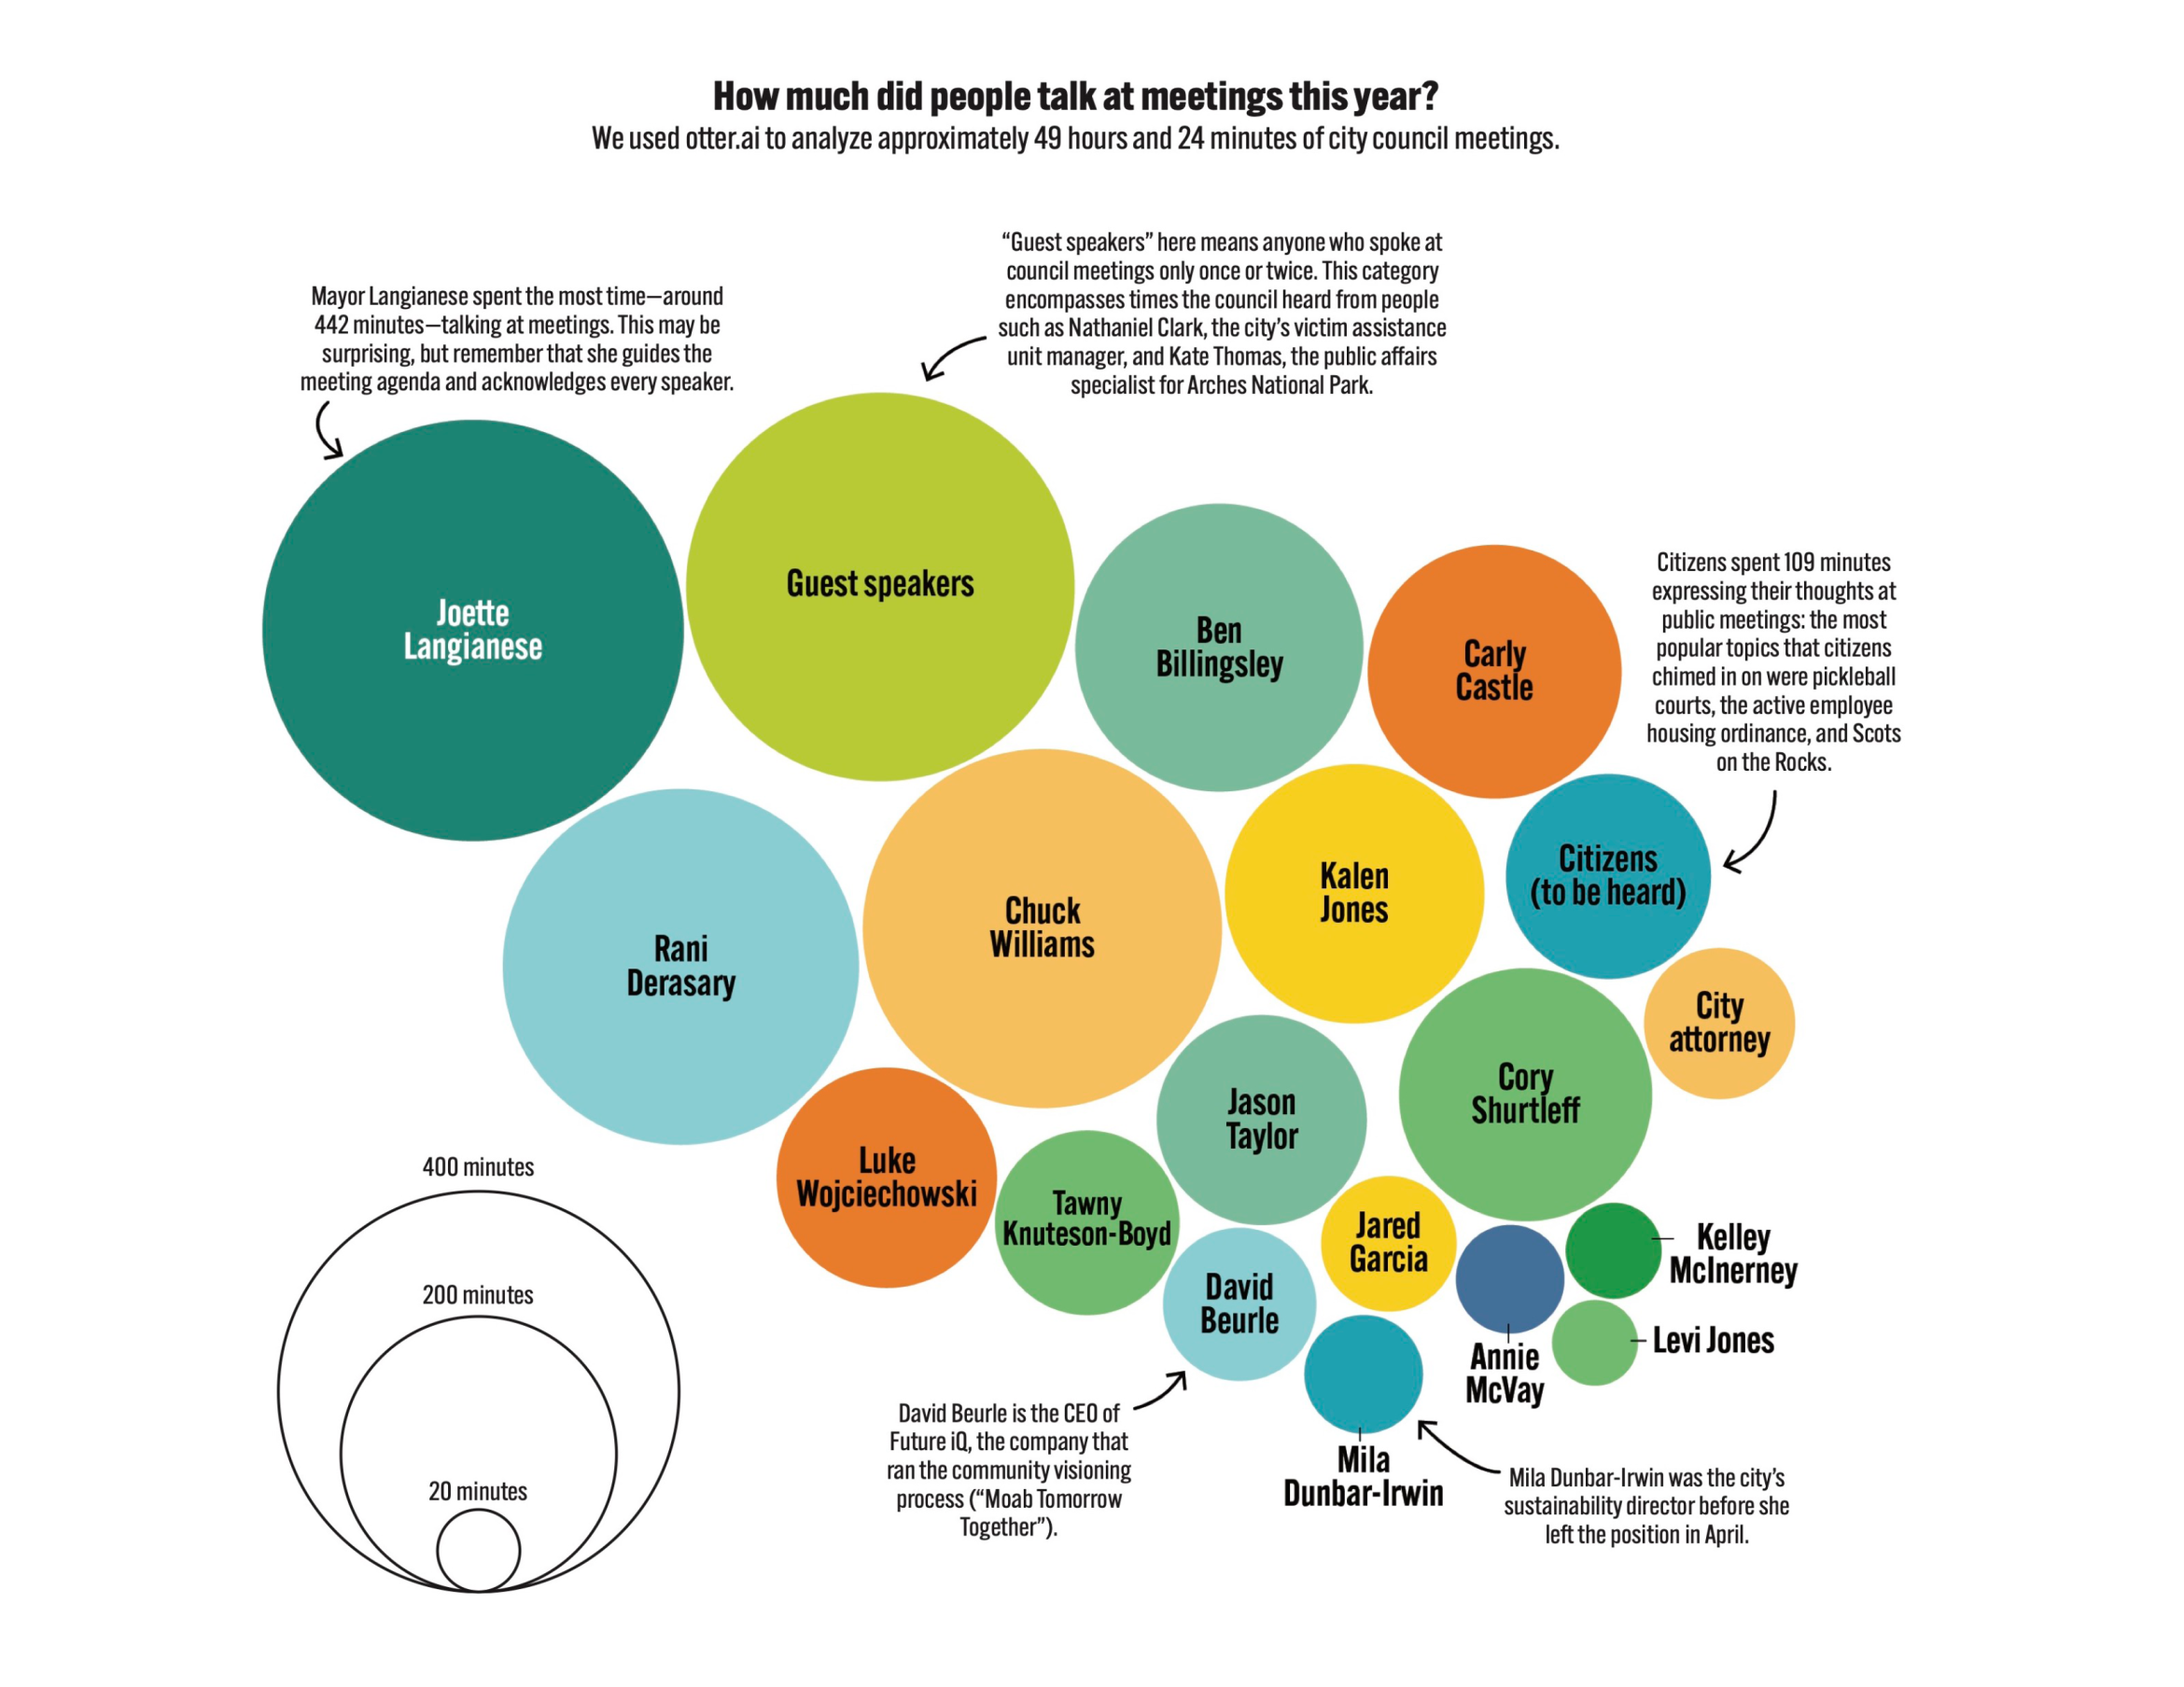 How much did people talk at meetings this year?
We used otter.ai to analyze approximately 49 hours and 24 minutes of city council meetings.
Mayor Langianese spent the most time—around
442 minutes—talking at meetings. This may be
surprising, but remember that she guides the
meeting agenda and acknowledges every speaker.
“Guest speakers” here means anyone who spoke at
council meetings only once or twice. This category
encompasses times the council heard from people
such as Nathaniel Clark, the city’s victim assistance
unit manager, and Kate Thomas, the public affairs
specialist for Arches National Park.
Joette
Langianese
Guest speakers
Ben
Billingsley
Carly
Castle
Citizens spent 109 minutes
expressing their thoughts at
public meetings: the most
popular topics that citizens
chimed in on were pickleball
courts, the active employee
housing ordinance, and Scots
on the Rocks.
Rani
Derasary
Chuck
Williams
Kalen
Jones
Citizens
(to be heard)
City
attorney
Luke
Wojciechowski
Tawny
Knuteson-Boyd
Jason
Taylor
Cory
Shurtleff
David
Beurle
Jared
Garcia
Kelley
McInerney
Levi Jones
Annie
McVay
Mila
Dunbar-Irwin
400 minutes
200 minutes
20 minutes
David Beurle is the CEO of
Future iQ, the company that
ran the community visioning
process (“Moab Tomorrow
Together”).
Mila Dunbar-Irwin was the city’s
sustainability director before she
left the position in April.